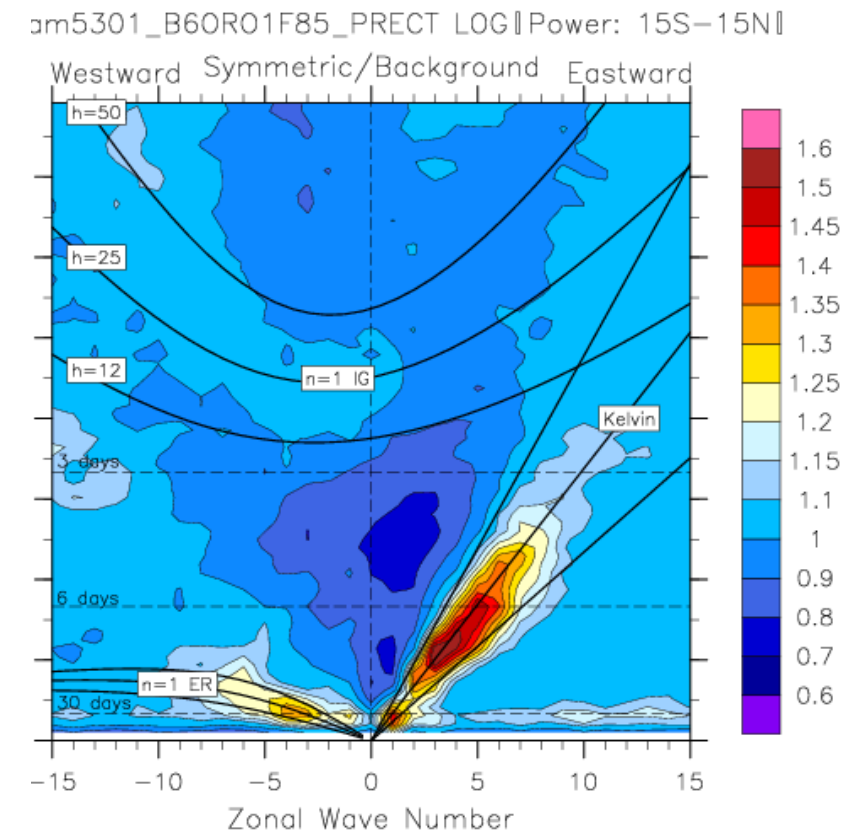 am5301_B6ORO1F85_PRECT LOG▯Power: 15S-15N▯
Westward Symmetric/Background Eastward
h=50
h=25
n=1 IG
h=12
Kelvin
3 days
6 days
n=1 ER
30 days
-15 -10 -5 0 5 10 15
Zonal Wave Number
1.6
1.5
1.45
1.4
1.35
1.3
1.25
1.2
1.15
1.1
1
0.9
0.8
0.7
0.6